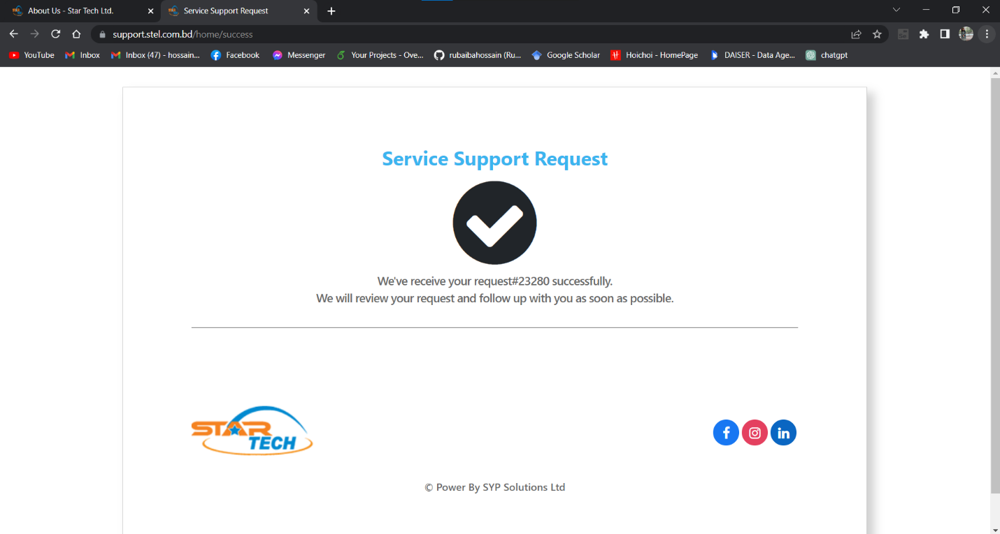 About Us - Star Tech Ltd.
Service Support Request
support.stel.com.bd/home/success
YouTube
Inbox
Inbox (47) - hossain...
Facebook
Messenger
Your Projects - Ove...
rubaibahossain (Ru...
Google Scholar
Hoichoi - HomePage
DAISER - Data Age...
chatgpt
Service Support Request
We've receive your request#23280 successfully.
We will review your request and follow up with you as soon as possible.
STAR
TECH
© Power By SYP Solutions Ltd